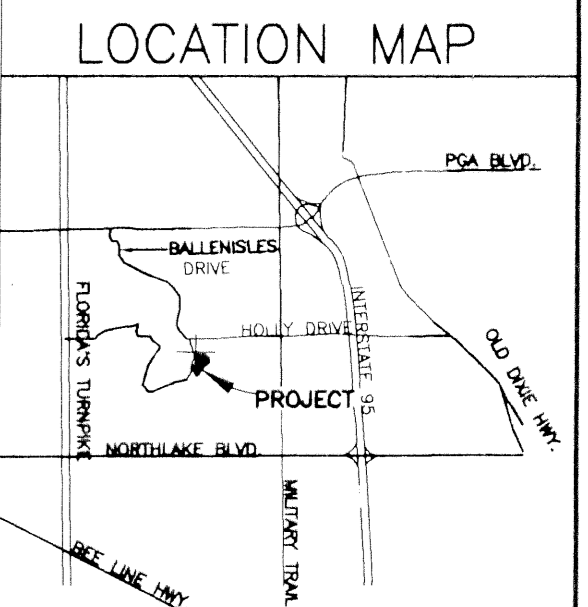 LOCATION MAP
PGA BLVD.
BALLENISLES
DRIVE
FLORIDA'S TURNPIKE
HOLLY DRIVE
INTERSTATE 95
OLD DIXIE HWY.
PROJECT
NORTHLAKE BLVD.
MILITARY TRAIL
BEE LINE HWY